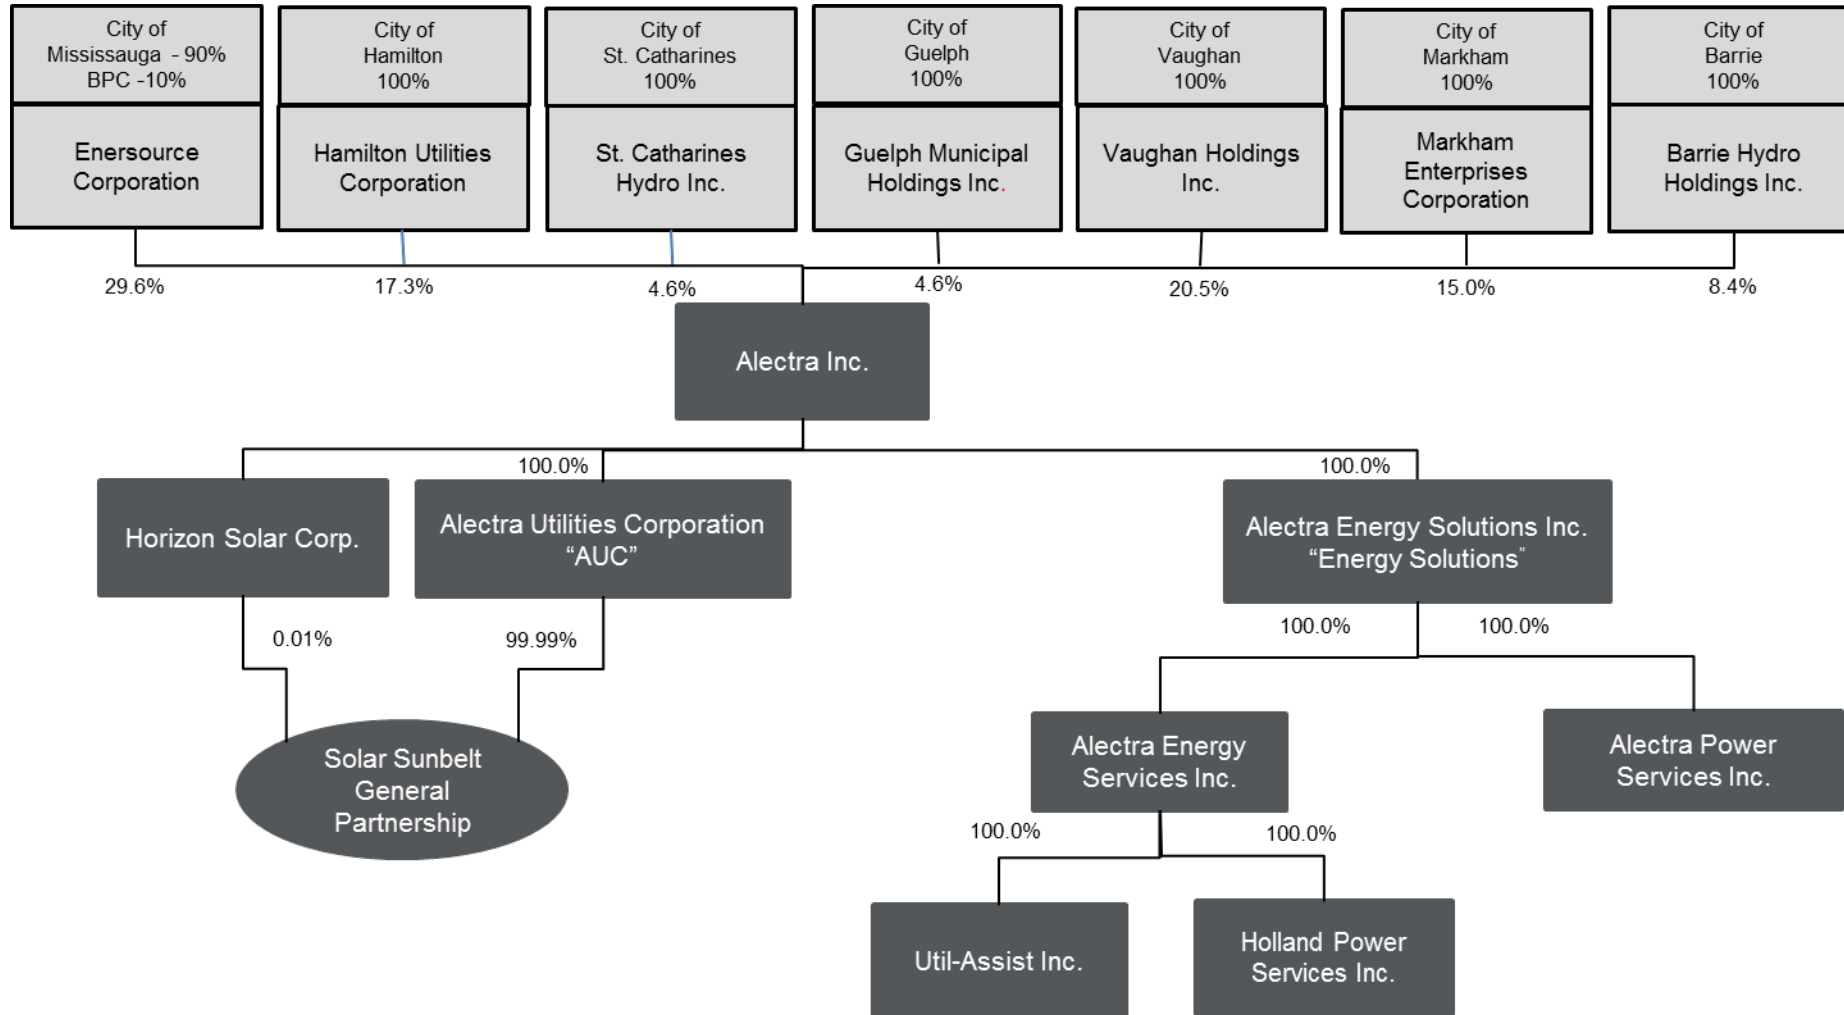 City of
Mississauga - 90%
BPC -10%
City of
Hamilton
100%
City of
St. Catharines
100%
City of
Guelph
100%
City of
Vaughan
100%
City of
Markham
100%
City of
Barrie
100%
Enersource
Corporation
Hamilton Utilities
Corporation
St. Catharines
Hydro Inc.
Guelph Municipal
Holdings Inc.
Vaughan Holdings
Inc.
Markham
Enterprises
Corporation
Barrie Hydro
Holdings Inc.
29.6%
17.3%
4.6%
4.6%
20.5%
15.0%
8.4%
Alectra Inc.
100.0%
100.0%
Horizon Solar Corp.
Alectra Utilities Corporation
“AUC”
Alectra Energy Solutions Inc.
“Energy Solutions”
0.01%
99.99%
100.0%
100.0%
Solar Sunbelt
General
Partnership
Alectra Energy
Services Inc.
Alectra Power
Services Inc.
100.0%
100.0%
Util-Assist Inc.
Holland Power
Services Inc.